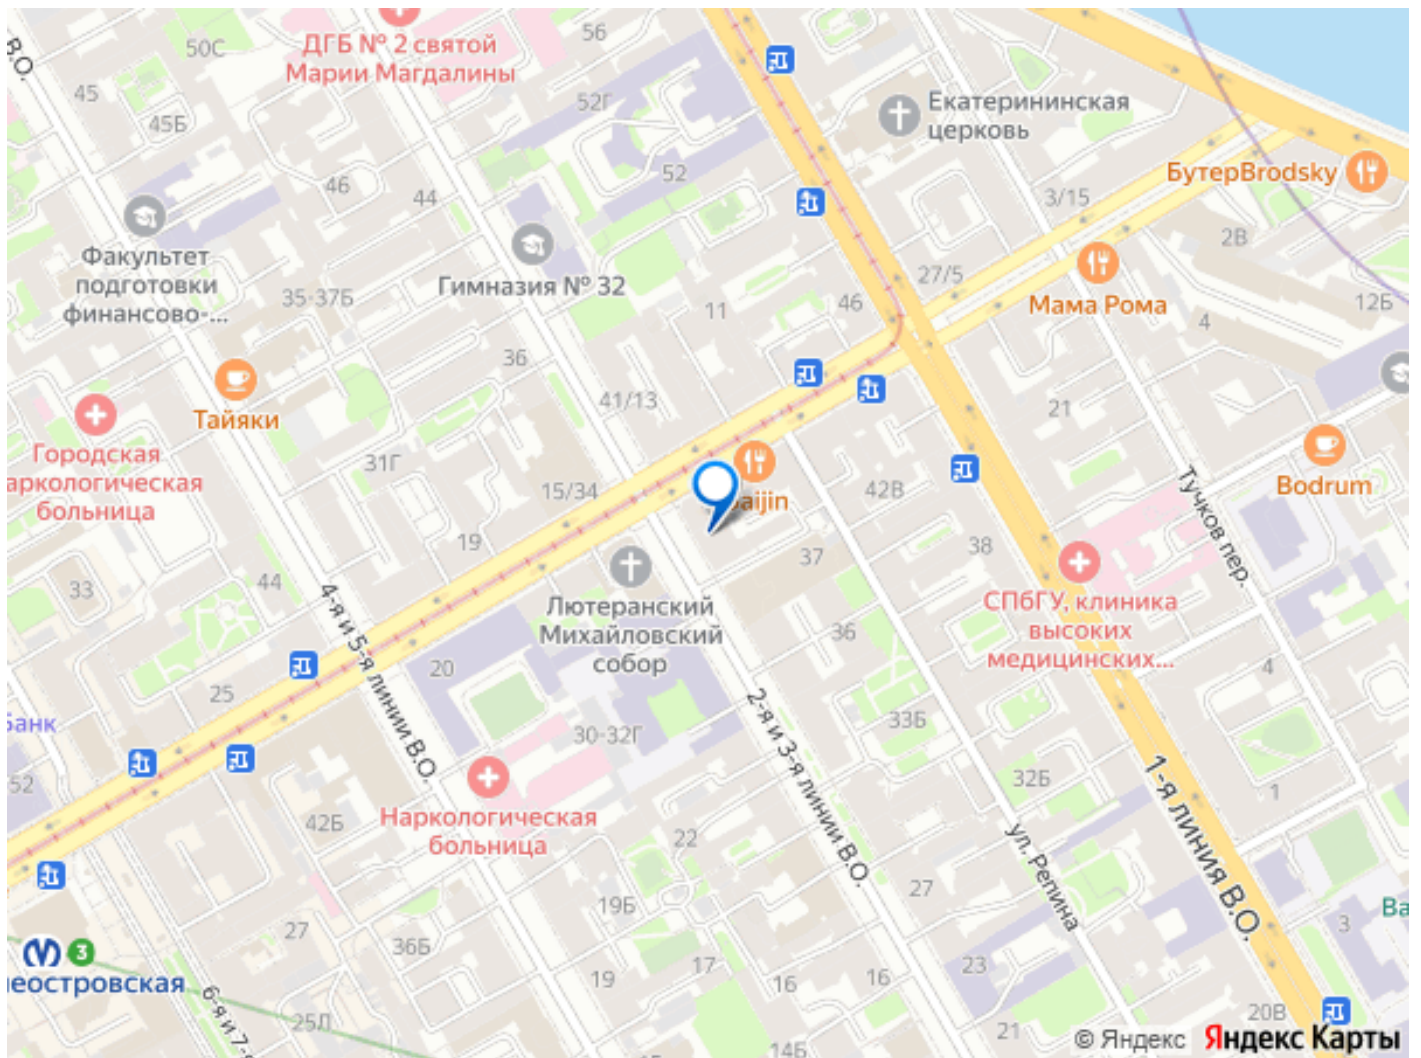 В.О.
50С
ДГБ № 2 святой
Марии Магдалины
56
45
45Б
52Г
Екатерининская
церковь
52
46
44
БутерBrodsky
3/15
2В
Факультет
подготовки
финансово-...
Гимназия № 32
35-37Б
11
46
27/5
Мама Рома
4
12Б
36
Тайяки
41/13
21
Городская
аркологическая
больница
31Г
15/34
aijin
42В
Bodrum
Тучков пер.
19
37
38
33
44
4-я и 5-я линии В.О.
Лютеранский
Михайловский
собор
СПбГУ, клиника
высоких
медицинских...
36
20
25
4
Банк
30-32Г
2-я и 3-я линии В.О.
33Б
52
32Б
1-я линия В.О.
1
42Б
Наркологическая
больница
22
ул. Репина
27
19Б
3
Ва
27
36Б
3
неостровская
19
17
16
16
23
6-я и 7-я
25Л
14Б
21
20В
© Яндекс Яндекс Карты